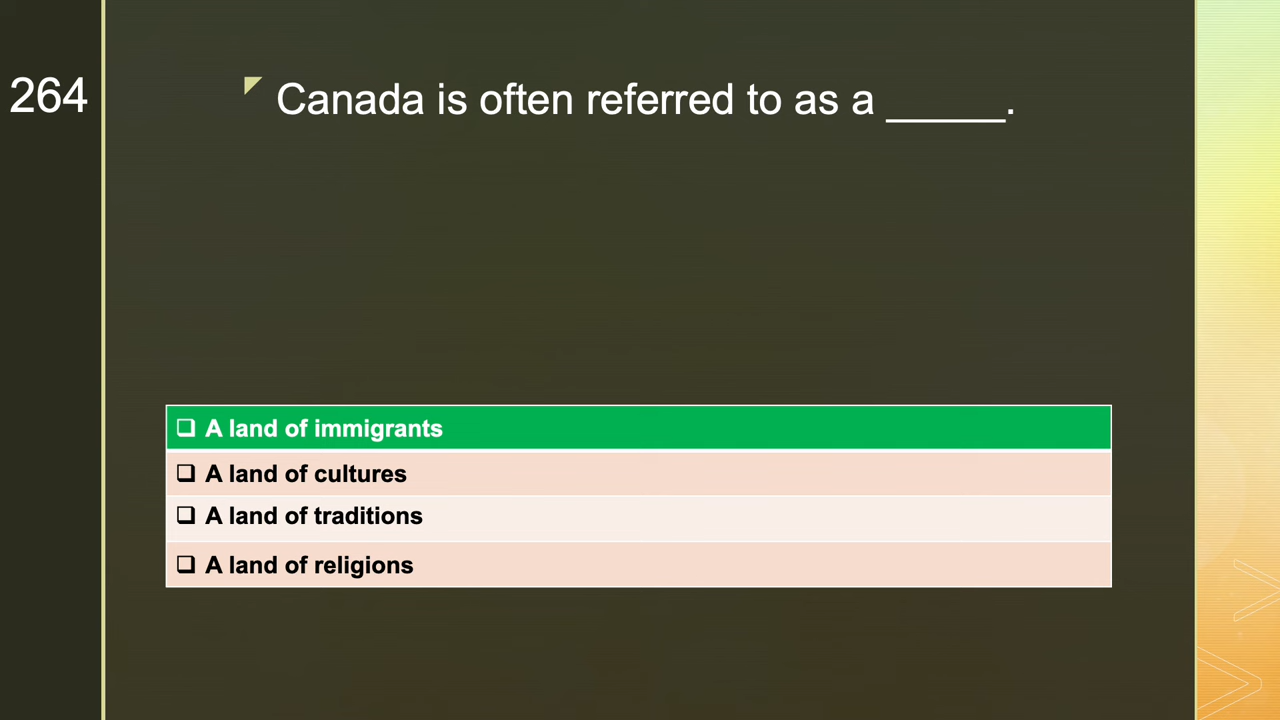 264
Canada is often referred to as a _____.
❑ A land of immigrants
❑ A land of cultures
❑ A land of traditions
❑ A land of religions